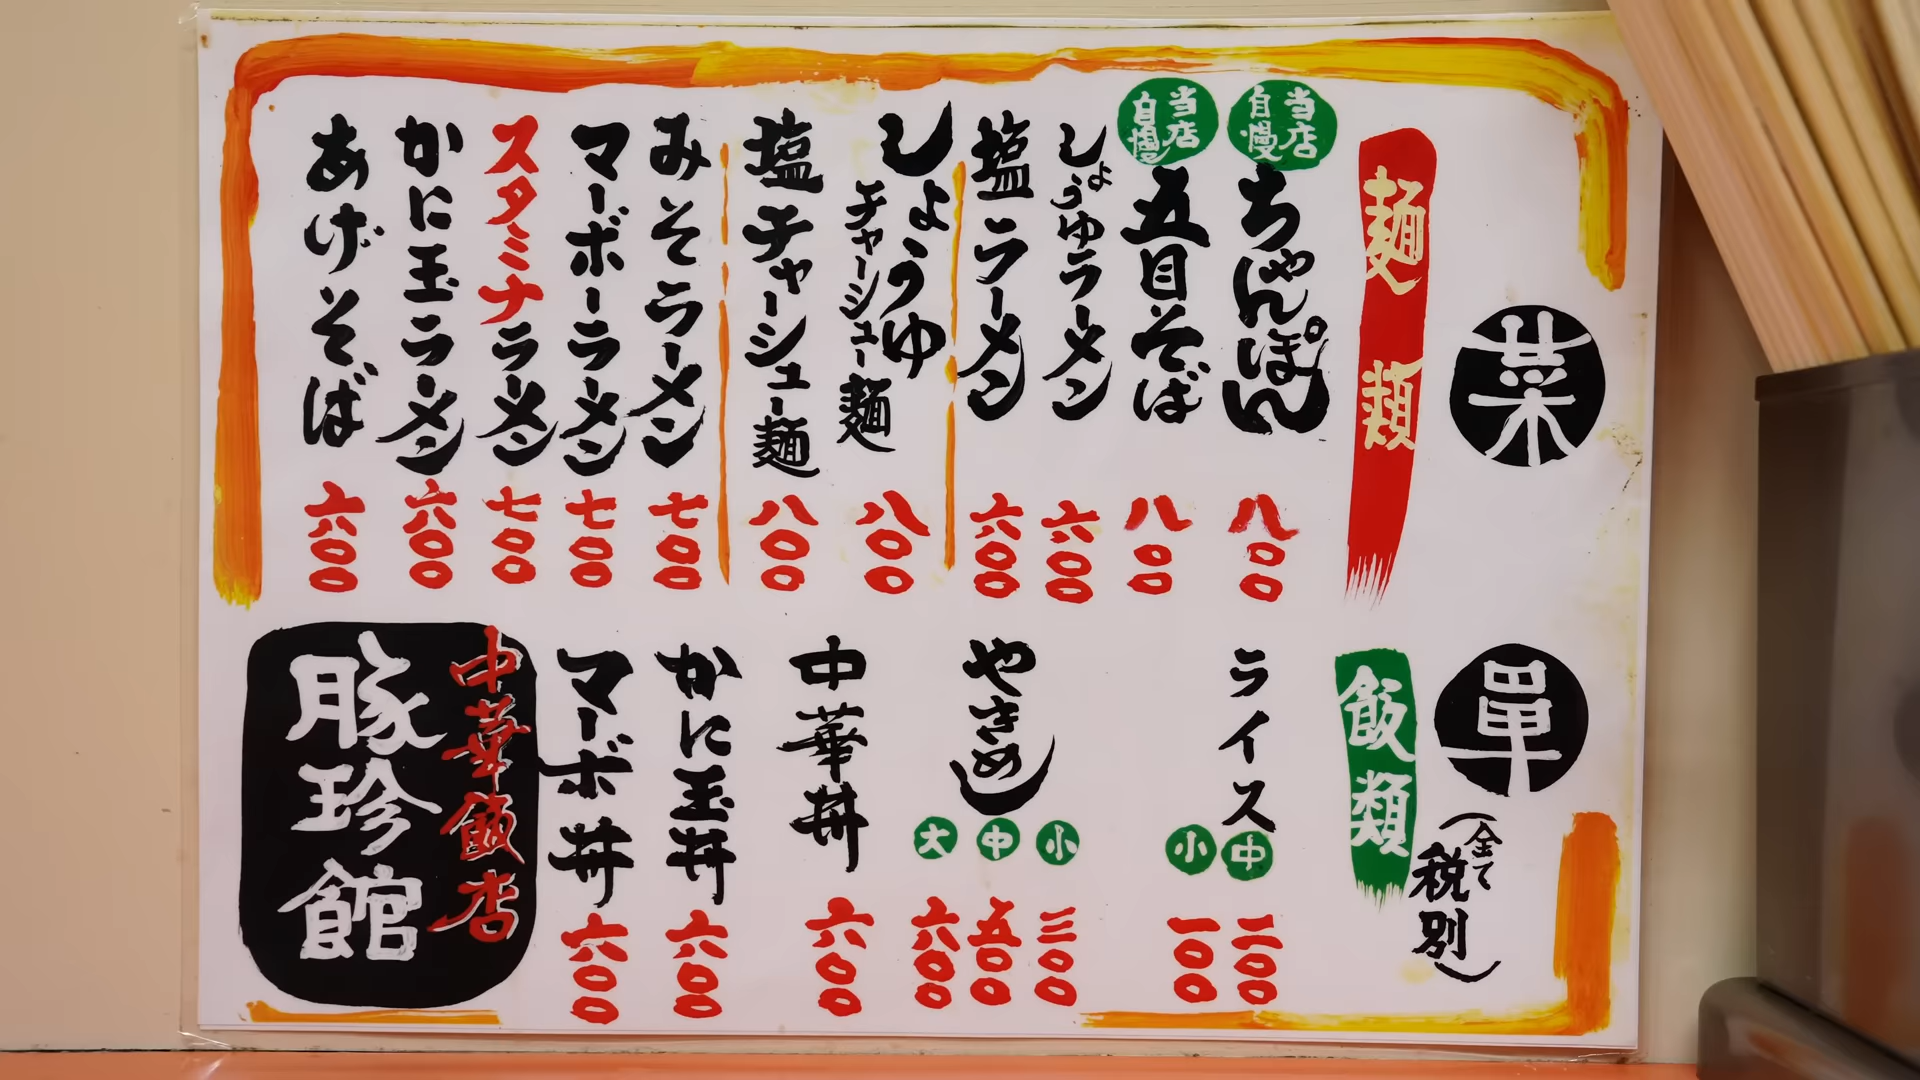 菜
單
(全て税別)
麺類
当店自慢
ちゃんぽん 八〇〇
当店自慢
五目そば 八〇〇
しょうゆラーメン 六〇〇
塩ラーメン 六〇〇
しょうゆチャーシュー麺 八〇〇
塩チャーシュー麺 八〇〇
みそラーメン 七〇〇
マーボーラーメン 七〇〇
スタミナラーメン 七〇〇
かに玉ラーメン 六〇〇
あげそば 六〇〇
飯類
ライス
中 二〇〇
小 一〇〇
やきめし
小 三〇〇
中 五〇〇
大 六〇〇
中華丼 六〇〇
かに玉丼 六〇〇
マーボ丼 六〇〇
中華飯店
豚珍館